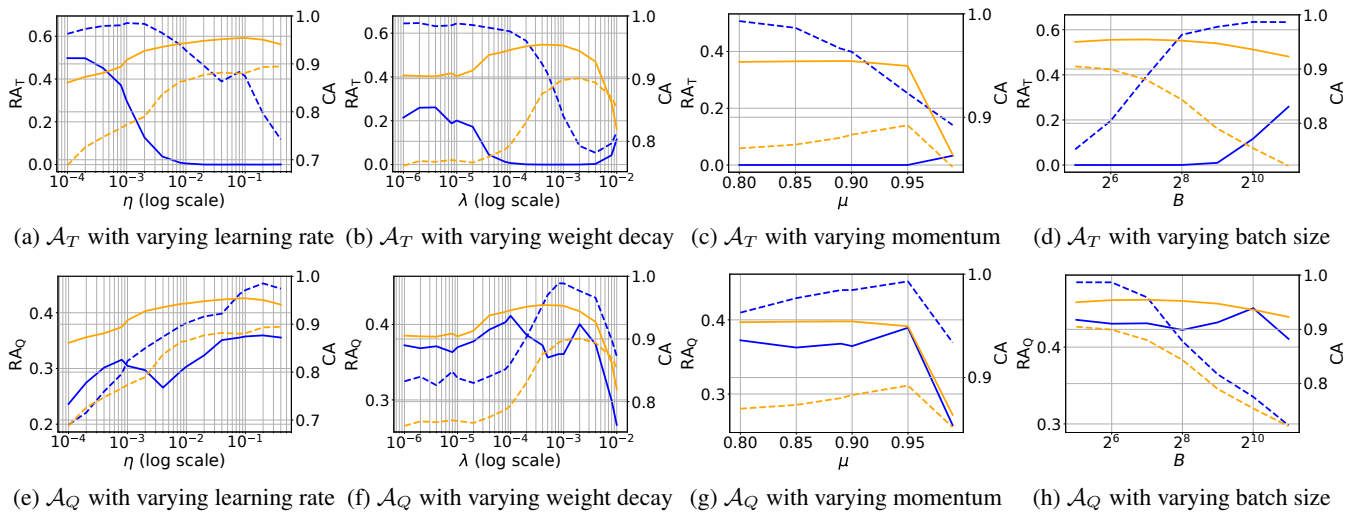 0.6
0.4
0.2
0.0
RA_T
1.0
0.9
0.8
0.7
CA
10^{-4} 10^{-3} 10^{-2} 10^{-1}
η (log scale)
0.6
0.4
0.2
0.0
RA_T
1.0
0.9
0.8
CA
10^{-6} 10^{-5} 10^{-4} 10^{-3} 10^{-2}
λ (log scale)
0.4
0.2
0.0
RA_T
1.0
0.9
CA
0.80 0.85 0.90 0.95
μ
0.6
0.4
0.2
0.0
RA_T
1.0
0.9
0.8
CA
2^6 2^8 2^{10}
B
(a) A_T with varying learning rate
(b) A_T with varying weight decay
(c) A_T with varying momentum
(d) A_T with varying batch size
0.4
0.3
0.2
RA_Q
1.0
0.9
0.8
0.7
CA
10^{-4} 10^{-3} 10^{-2} 10^{-1}
η (log scale)
0.4
0.3
RA_Q
1.0
0.9
0.8
CA
10^{-6} 10^{-5} 10^{-4} 10^{-3} 10^{-2}
λ (log scale)
0.4
0.3
RA_Q
1.0
0.9
CA
0.80 0.85 0.90 0.95
μ
0.4
0.3
RA_Q
1.0
0.9
0.8
CA
2^6 2^8 2^{10}
B
(e) A_Q with varying learning rate
(f) A_Q with varying weight decay
(g) A_Q with varying momentum
(h) A_Q with varying batch size